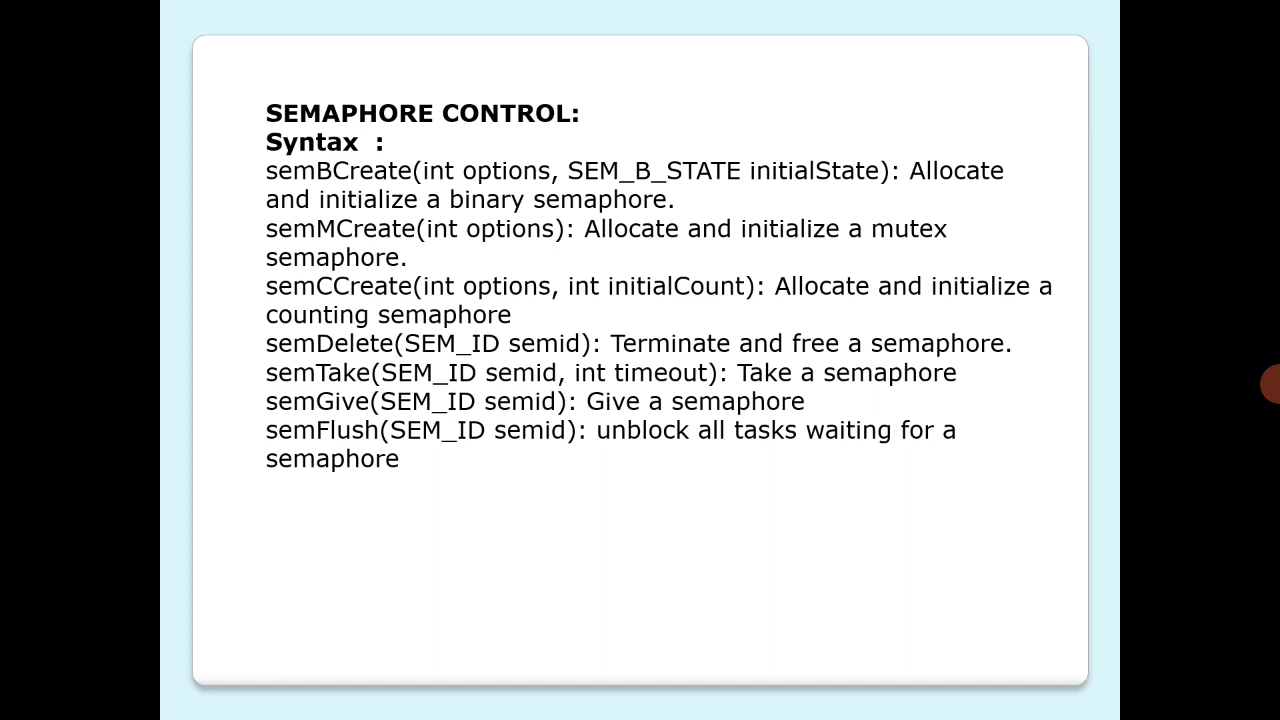 SEMAPHORE CONTROL:
Syntax  :
semBCreate(int options, SEM_B_STATE initialState): Allocate
and initialize a binary semaphore.
semMCreate(int options): Allocate and initialize a mutex
semaphore.
semCCreate(int options, int initialCount): Allocate and initialize a
counting semaphore
semDelete(SEM_ID semid): Terminate and free a semaphore.
semTake(SEM_ID semid, int timeout): Take a semaphore
semGive(SEM_ID semid): Give a semaphore
semFlush(SEM_ID semid): unblock all tasks waiting for a
semaphore